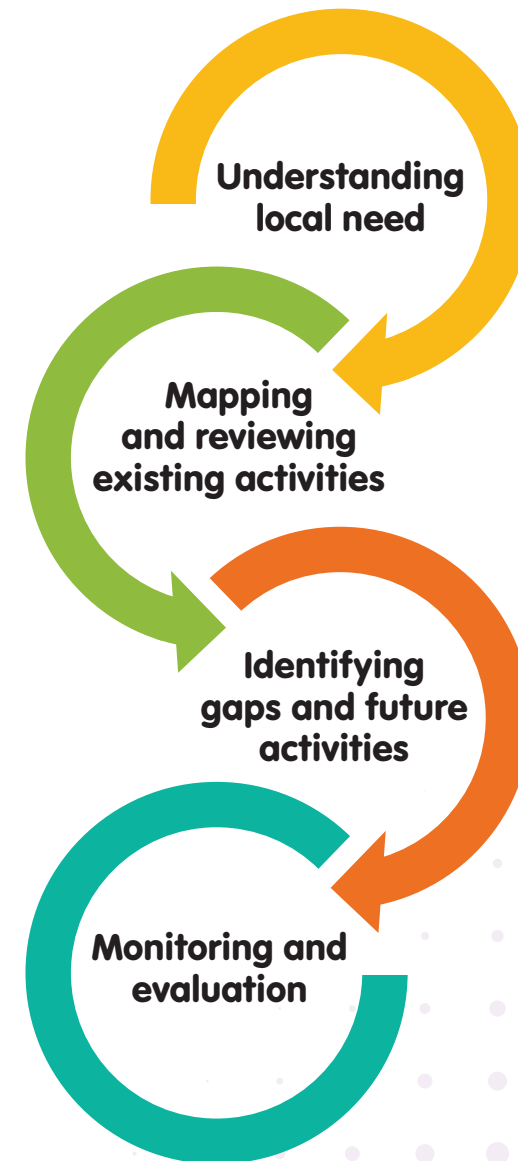 Understanding
local need
Mapping
and reviewing
existing activities
Identifying
gaps and future
activities
Monitoring and
evaluation